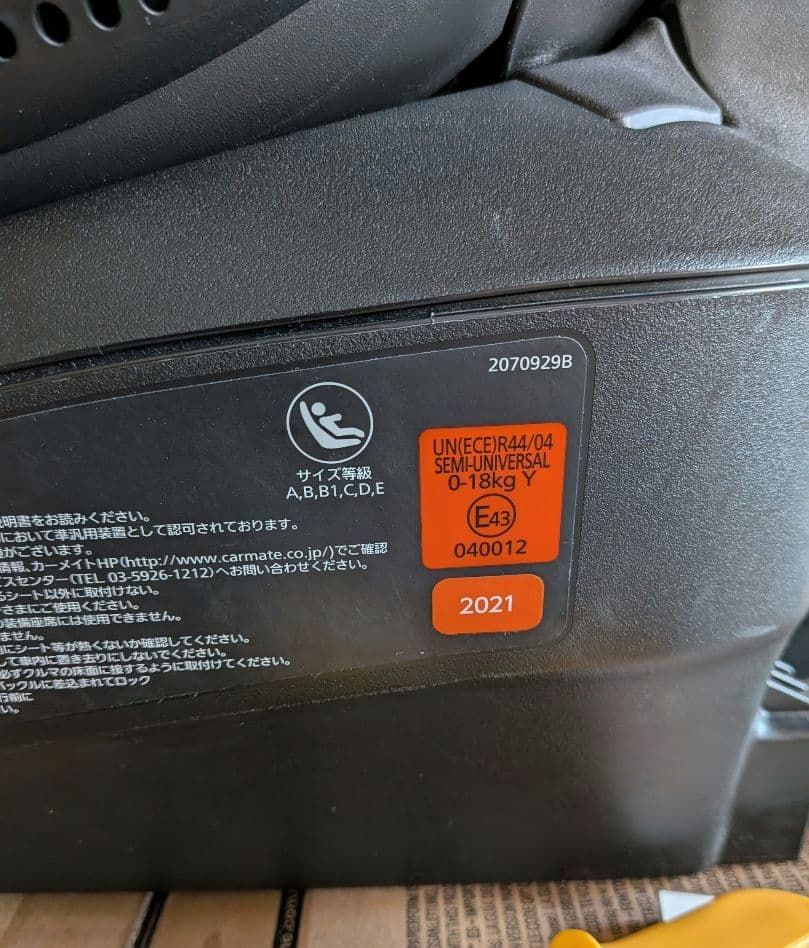 2070929B
サイズ等級
A,B,B1,C,D,E
UN(ECE)R44/04
SEMI-UNIVERSAL
0-18kg Y
E43
040012
2021
説明書をお読みください。
において準汎用装置として認可されております。
がございます。
情報、カーメイトHP(http://www.carmate.co.jp/)でご確認
スセンター(TEL 03-5926-1212)へお問い合わせください。
るシート以外に取付けない。
さまにご使用ください。
の装備座席には使用できません。
ません。
にシート等が熱くないか確認してください。
して車内に置き去りにしないでください。
必ずクルマの床面に接するように取付けてください。
バックルに差込まれてロック
行前に
い。